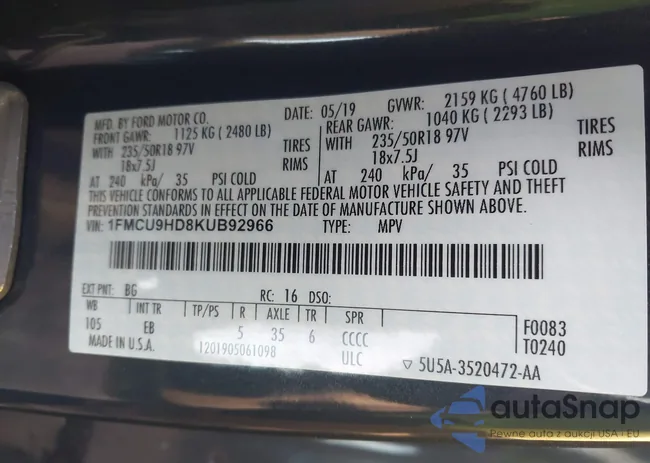 MFD. BY FORD MOTOR CO. DATE: 05/19 GVWR: 2159 KG ( 4760 LB)
FRONT GAWR: 1125 KG ( 2480 LB) REAR GAWR: 1040 KG ( 2293 LB)
WITH 235/50R18 97V TIRES WITH 235/50R18 97V TIRES
18x7.5J RIMS 18x7.5J RIMS
AT 240 kPa/ 35 PSI COLD AT 240 kPa/ 35 PSI COLD
THIS VEHICLE CONFORMS TO ALL APPLICABLE FEDERAL MOTOR VEHICLE SAFETY AND THEFT
PREVENTION STANDARDS IN EFFECT ON THE DATE OF MANUFACTURE SHOWN ABOVE.
VIN: 1FMCU9HD8KUB92966 TYPE: MPV
EXT PNT: BG RC: 16 DSO:
WB INT TR TP/PS R AXLE TR SPR
105 EB 5 35 6 CCCC F0083
MADE IN U.S.A. 1201905061098 ULC ▽ 5U5A-3520472-AA T0240
autaSnap
Pewne auta z aukcji USA i EU